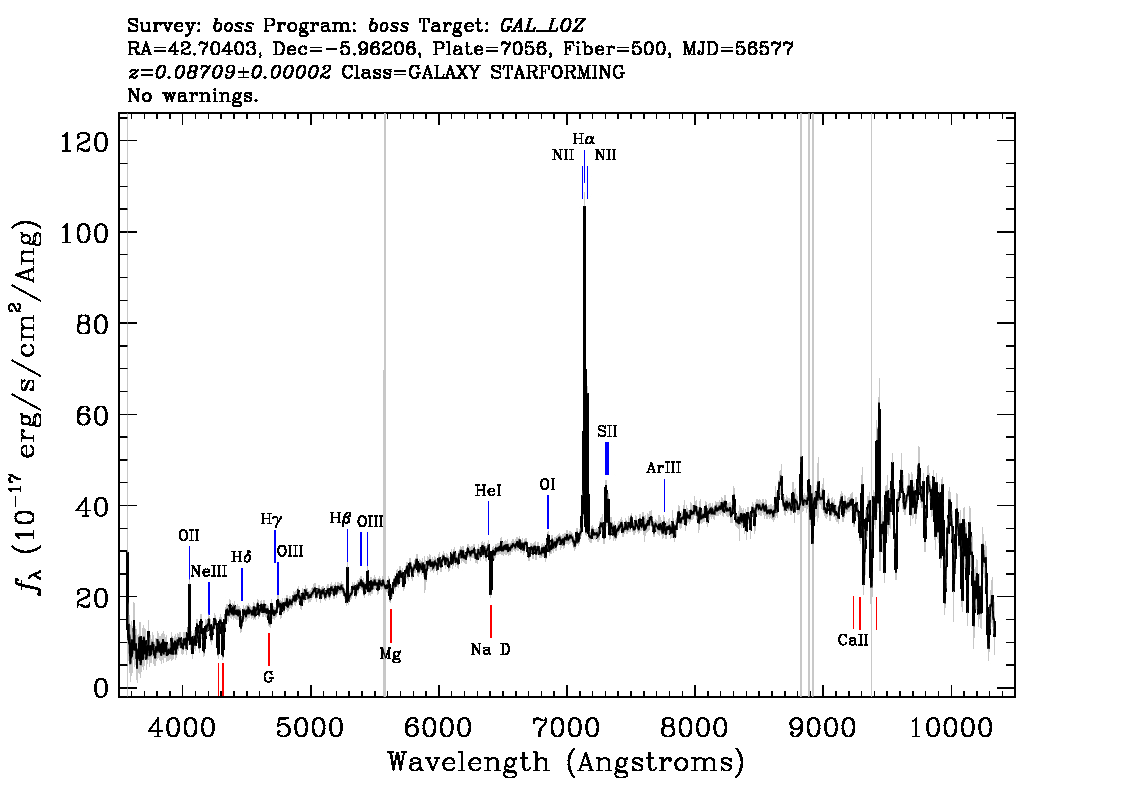 Survey: boss Program: boss Target: GAL_LOZ
RA=42.70403, Dec=−5.96206, Plate=7056, Fiber=500, MJD=56577
z=0.08709±0.00002 Class=GALAXY STARFORMING
No warnings.
Hα
NII NII
SII
ArIII
HeI
OI
Hγ
Hβ OIII
OII
Hδ OIII
NeIII
CaII
Na D
Mg
G
120
100
80
60
40
20
0
fλ (10−17 erg/s/cm2/Ang)
4000 5000 6000 7000 8000 9000 10000
Wavelength (Angstroms)